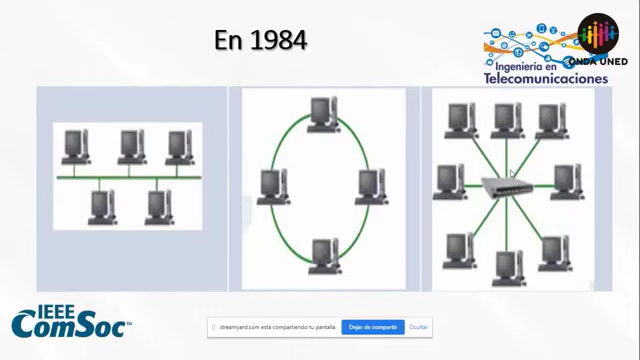 En 1984
Ingeniería en
Telecomunicaciones
ONDA UNED
IEEE
ComSoc
streamyard.com está compartiendo tu pantalla.
Dejar de compartir
Ocultar